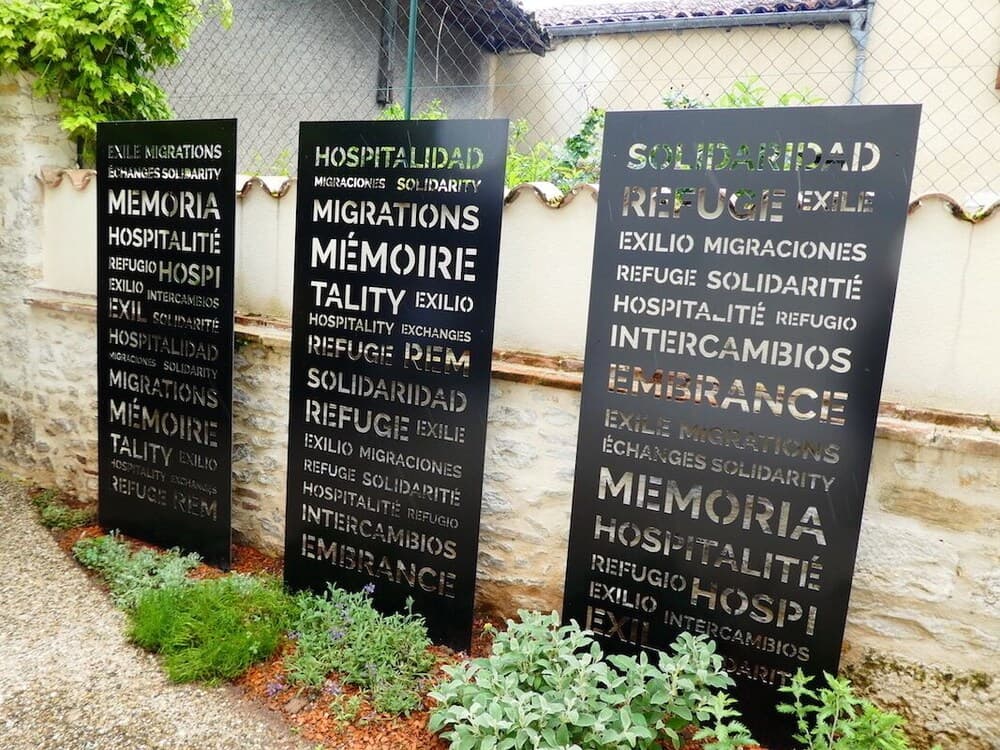 EXILE MIGRATIONS
ÉCHANGES SOLIDARITY
MEMORIA
HOSPITALITÉ
REFUGIO HOSPI
EXILIO INTERCAMBIOS
EXIL SOLIDARITÉ
HOSPITALIDAD
MIGRACIONES SOLIDARITY
MIGRATIONS
MÉMOIRE
TALITY EXILIO
HOSPITALITY EXCHANGES
REFUGE REM
HOSPITALIDAD
MIGRACIONES SOLIDARITY
MIGRATIONS
MÉMOIRE
TALITY EXILIO
HOSPITALITY EXCHANGES
REFUGE REM
SOLIDARIDAD
REFUGE EXILE
EXILIO MIGRACIONES
REFUGE SOLIDARITÉ
HOSPITALITÉ REFUGIO
INTERCAMBIOS
EMBRANCE
SOLIDARIDAD
REFUGE EXILE
EXILIO MIGRACIONES
REFUGE SOLIDARITÉ
HOSPITALITÉ REFUGIO
INTERCAMBIOS
EMBRANCE
EXILE MIGRATIONS
ÉCHANGES SOLIDARITY
MEMORIA
HOSPITALITÉ
REFUGIO HOSPI
EXILIO INTERCAMBIOS
EXIL